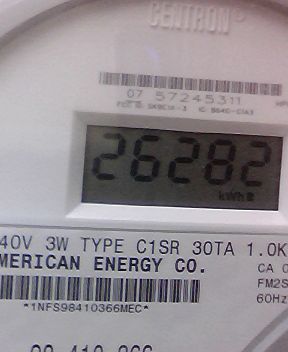 CENTRON®
07 57245311
26282
kWh
40V 3W TYPE C1SR 30TA 1.0K
MERICAN ENERGY CO.
CA 0
FM2S
60Hz
*1NFS98410366MEC*